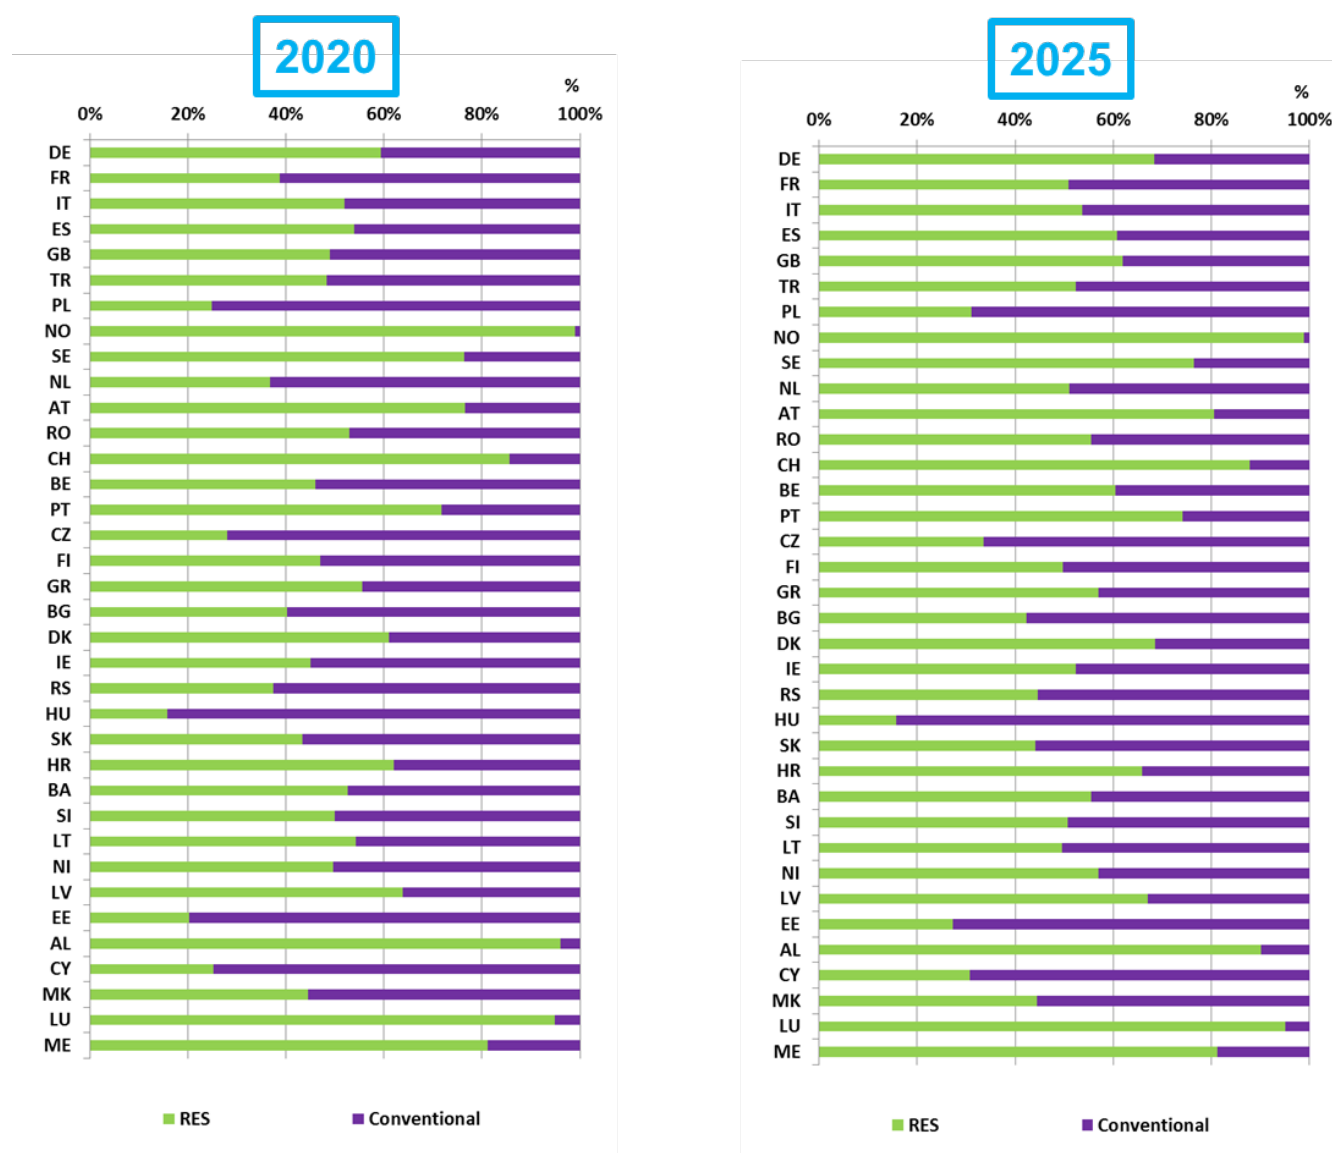 2020
%
0% 20% 40% 60% 80% 100%
DE
FR
IT
ES
GB
TR
PL
NO
SE
NL
AT
RO
CH
BE
PT
CZ
FI
GR
BG
DK
IE
RS
HU
SK
HR
BA
SI
LT
NI
LV
EE
AL
CY
MK
LU
ME
RES Conventional
2025
%
0% 20% 40% 60% 80% 100%
DE
FR
IT
ES
GB
TR
PL
NO
SE
NL
AT
RO
CH
BE
PT
CZ
FI
GR
BG
DK
IE
RS
HU
SK
HR
BA
SI
LT
NI
LV
EE
AL
CY
MK
LU
ME
RES Conventional